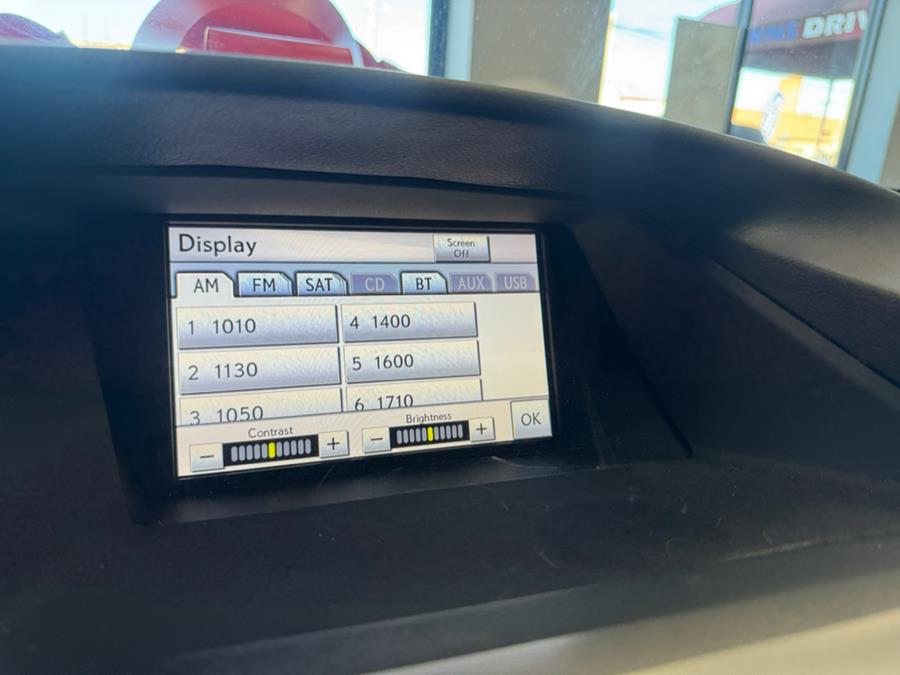 DRIV
Display
Screen
Off
AM FM SAT CD BT AUX USB
1 1010
4 1400
2 1130
5 1600
3 1050
6 1710
Contrast
Brightness
− +
− +
OK